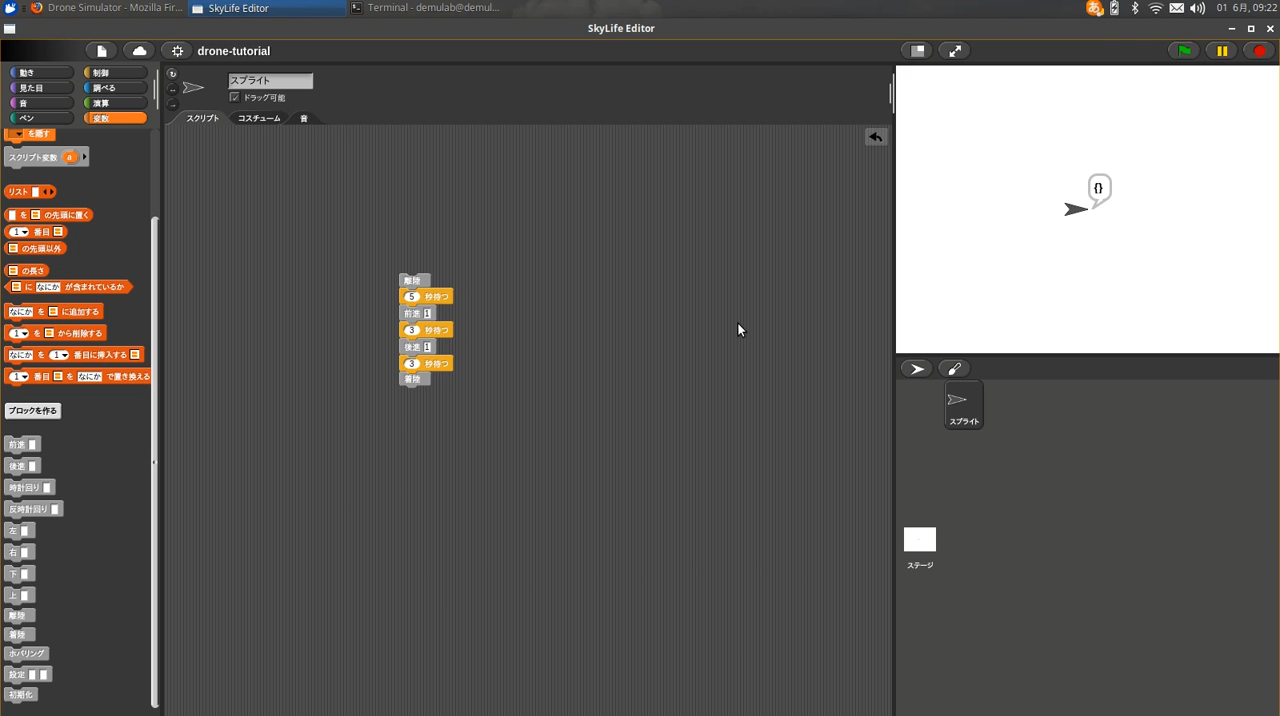 Drone Simulator - Mozilla Fir...
SkyLife Editor
Terminal - demulab@demul...
あ
01 6月, 09:22
SkyLife Editor
drone-tutorial
動き
制御
見た目
調べる
音
演算
ペン
変数
スプライト
ドラッグ可能
スクリプト
コスチューム
音
を隠す
スクリプト変数 a
リスト
を の先頭に置く
1 番目
の先頭以外
の長さ
に なにか が含まれているか
なにか を に追加する
1 を から削除する
なにか を 1 番目に挿入する
1 番目 を なにか で置き換える
ブロックを作る
前進
後進
時計回り
反時計回り
左
右
下
上
離陸
着陸
ホバリング
設定
初期化
離陸
5 秒待つ
前進 1
3 秒待つ
後進 1
3 秒待つ
着陸
{}
スプライト
ステージ